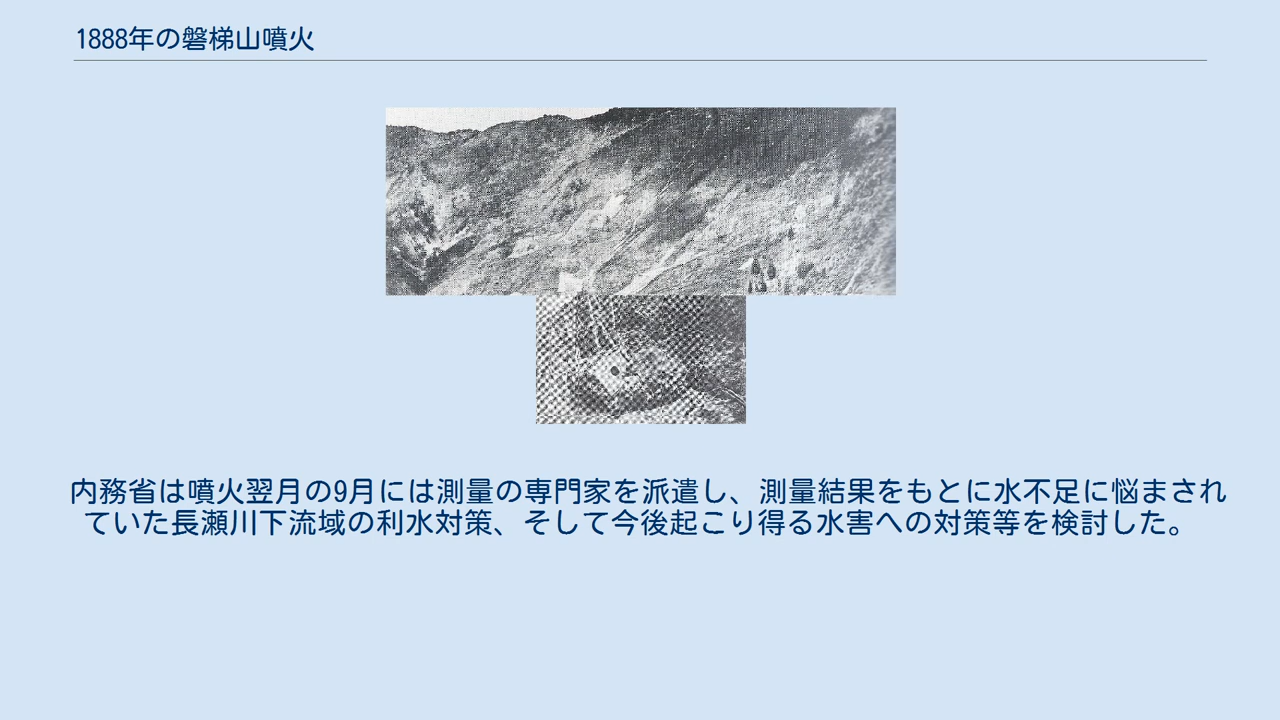 1888年の磐梯山噴火
内務省は噴火翌月の9月には測量の専門家を派遣し、測量結果をもとに水不足に悩まされ
ていた長瀬川下流域の利水対策、そして今後起こり得る水害への対策等を検討した。